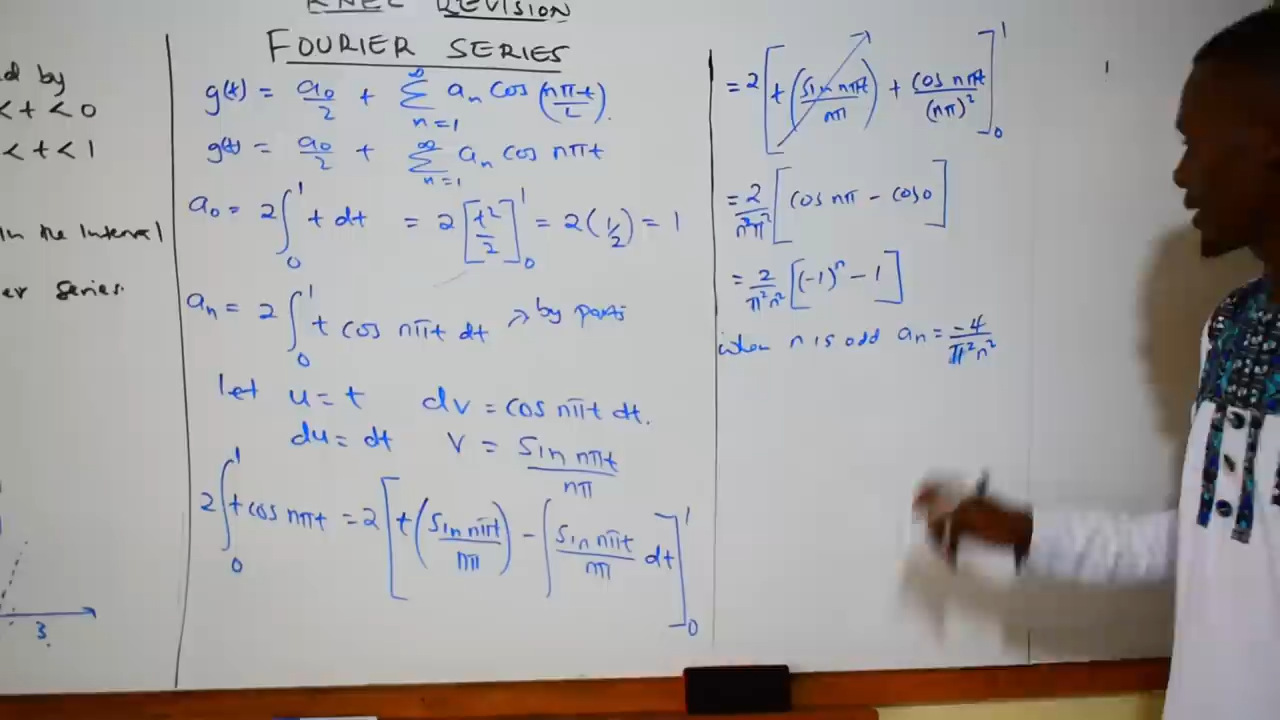 KNEC REVISION
FOURIER SERIES
d by
< t < 0
< t < 1
In the Interval
er series.
3
g(t) = a₀/2 + ∑_{n=1}^{∞} aₙ cos (nπt/L).
g(t) = a₀/2 + ∑_{n=1}^{∞} aₙ cos nπt
a₀ = 2 ∫₀¹ t dt = 2 [t²/2]₀¹ = 2(1/2) = 1
aₙ = 2 ∫₀¹ t cos nπt dt → by parts
let u = t dv = cos nπt dt.
du = dt v = sin nπt/nπ
2 ∫₀¹ t cos nπt = 2 [t (sin nπt/nπ) - ∫ sin nπt/nπ dt]₀¹
= 2 [t (sin nπt/nπ) + cos nπt/(nπ)²]₀¹
= 2/n²π² [cos nπ - cos 0]
= 2/π²n² [(-1)ⁿ - 1]
when n is odd aₙ = -4/π²n²